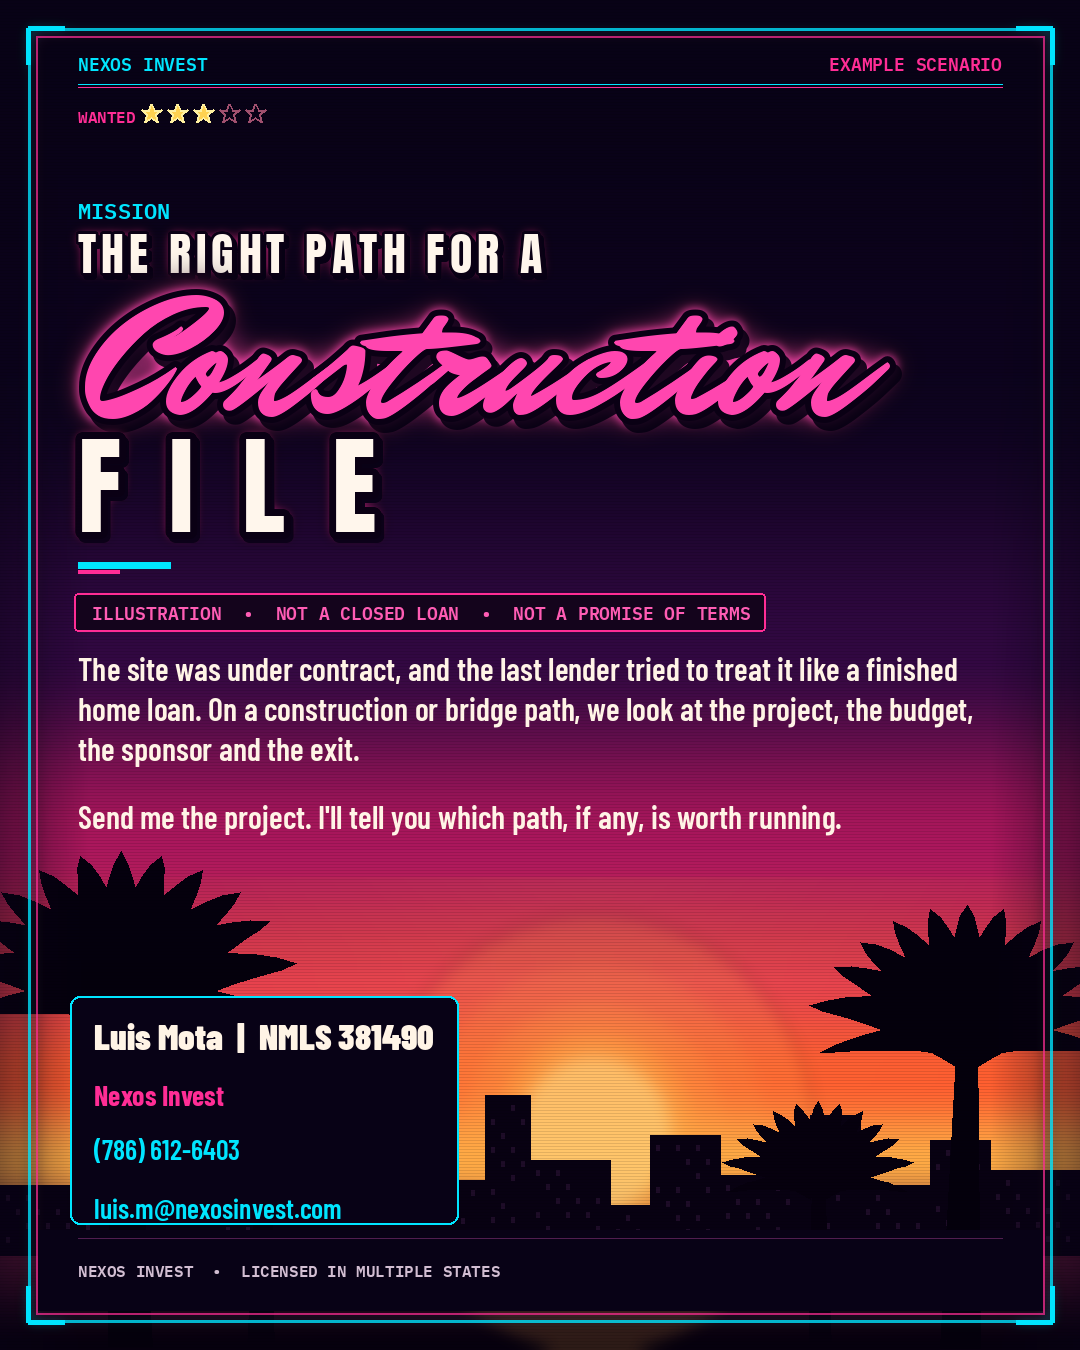 NEXOS INVEST
EXAMPLE SCENARIO
WANTED ★★★☆☆
MISSION
THE RIGHT PATH FOR A
Construction
FILE
ILLUSTRATION • NOT A CLOSED LOAN • NOT A PROMISE OF TERMS
The site was under contract, and the last lender tried to treat it like a finished
home loan. On a construction or bridge path, we look at the project, the budget,
the sponsor and the exit.
Send me the project. I'll tell you which path, if any, is worth running.
Luis Mota | NMLS 381490
Nexos Invest
(786) 612-6403
luis.m@nexosinvest.com
NEXOS INVEST • LICENSED IN MULTIPLE STATES